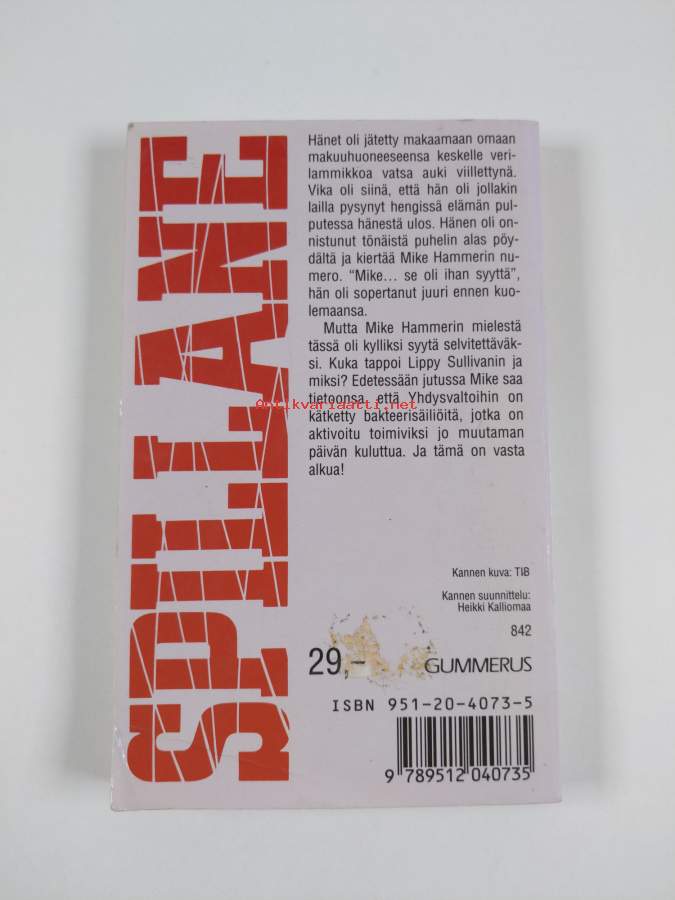 SPILLANE
Hänet oli jätetty makaamaan omaan
makuuhuoneeseensa keskelle veri-
lammikkoa vatsa auki viillettynä.
Vika oli siinä, että hän oli jollakin
lailla pysynyt hengissä elämän pul-
putessa hänestä ulos. Hänen oli on-
nistunut tönäistä puhelin alas pöy-
dältä ja kiertää Mike Hammerin nu-
mero. “Mike... se oli ihan syyttä”,
hän oli sopertanut juuri ennen kuo-
lemaansa.
Mutta Mike Hammerin mielestä
tässä oli kylliksi syytä selvitettäväk-
si. Kuka tappoi Lippy Sullivanin ja
miksi? Edetessään jutussa Mike saa
tietoonsa, että Yhdysvaltoihin on
kätketty bakteerisäiliöitä, jotka on
aktivoitu toimiviksi jo muutaman
päivän kuluttua. Ja tämä on vasta
alkua!
Antikvariaatti.net
Kannen kuva: TIB
Kannen suunnittelu:
Heikki Kalliomaa
842
29,-
GUMMERUS
ISBN 951-20-4073-5
9 789512 040735